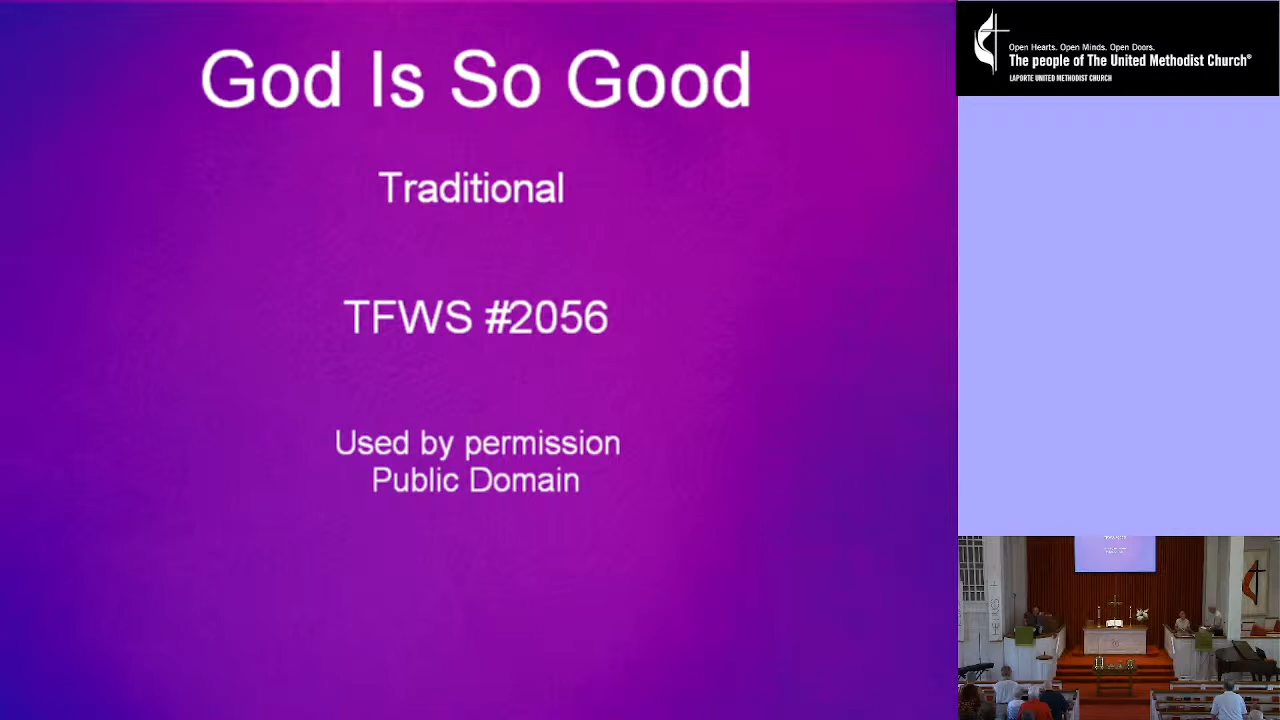 God Is So Good
Traditional
TFWS #2056
Used by permission
Public Domain
Open Hearts. Open Minds. Open Doors.
The people of The United Methodist Church®
LAPORTE UNITED METHODIST CHURCH